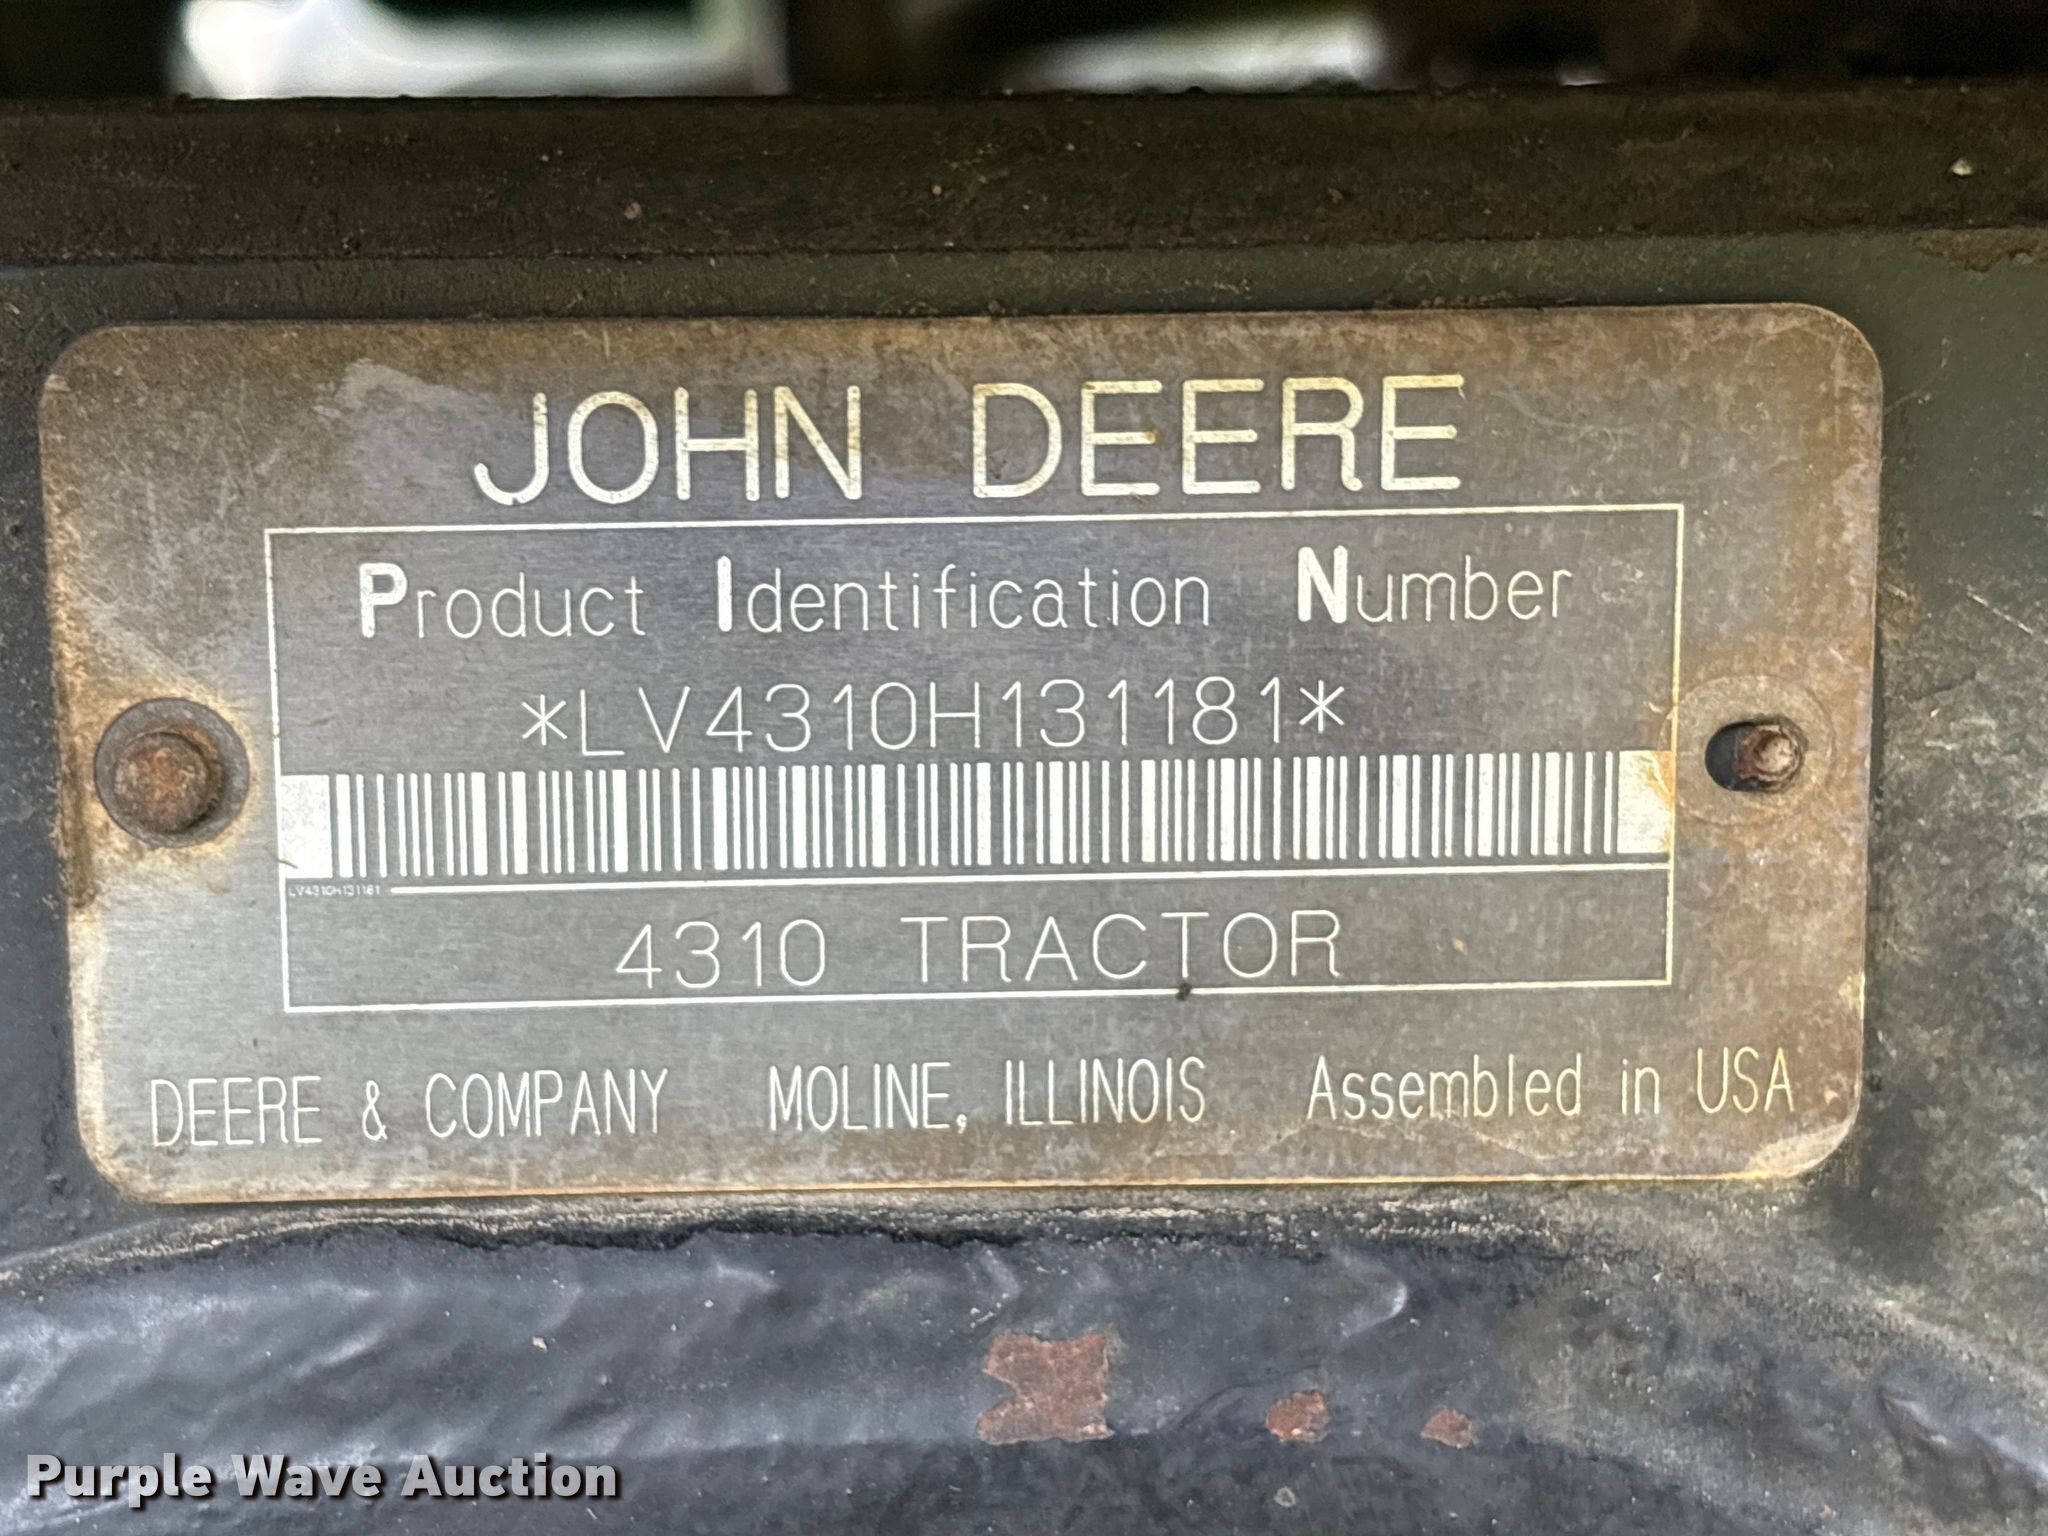 JOHN DEERE
Product Identification Number
*LV4310H131181*
LV4310H131181
4310 TRACTOR
DEERE & COMPANY MOLINE, ILLINOIS Assembled in USA
Purple Wave Auction